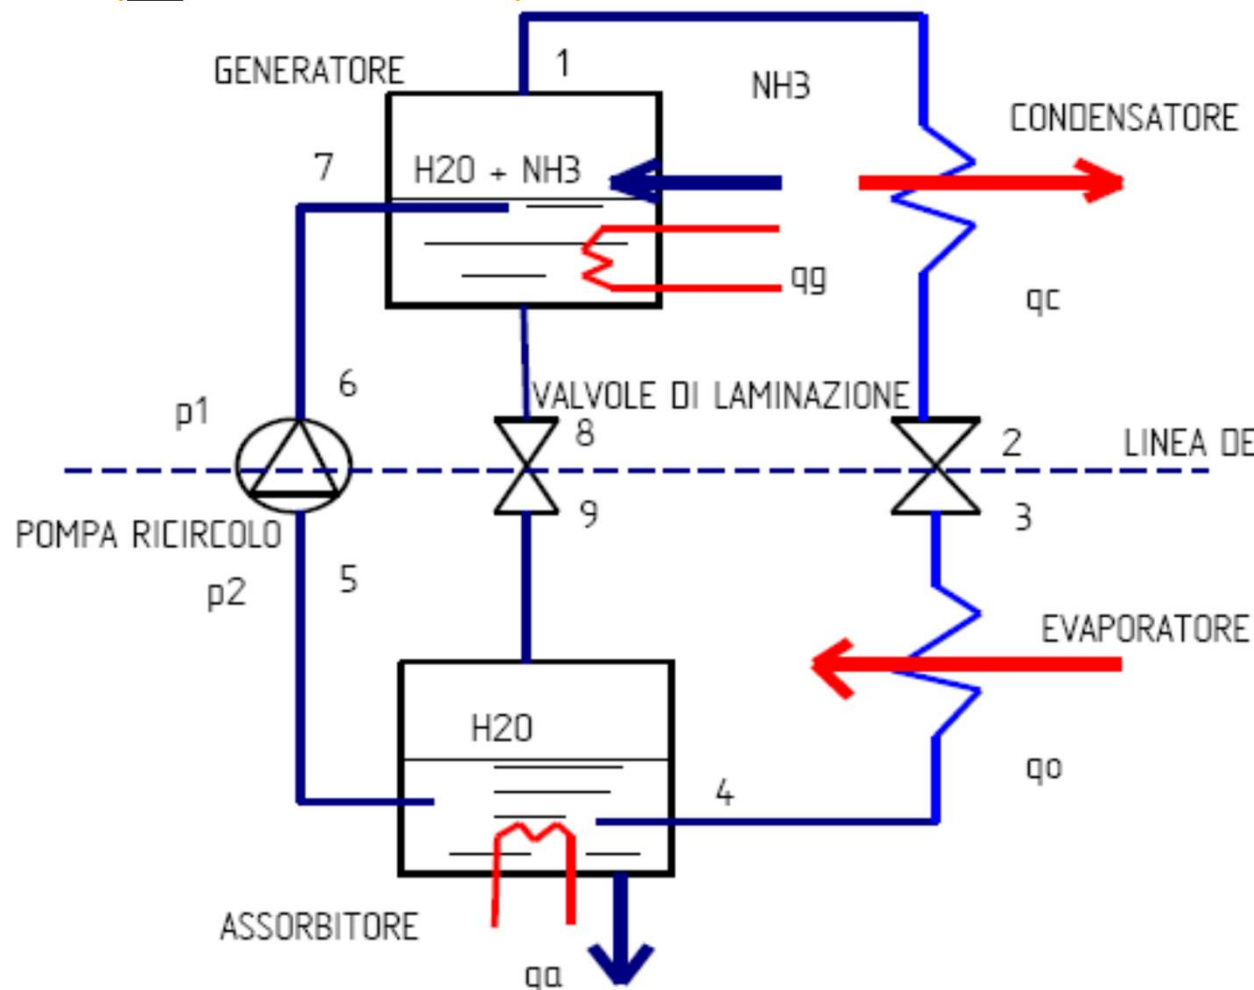 1
GENERATORE
NH3
CONDENSATORE
7
H2O + NH3
qg
qc
6
VALVOLE DI LAMINAZIONE
p1
8
2
LINEA DE
9
3
POMPA RICIRCOLO
5
p2
EVAPORATORE
H2O
qo
4
ASSORBITORE
qa